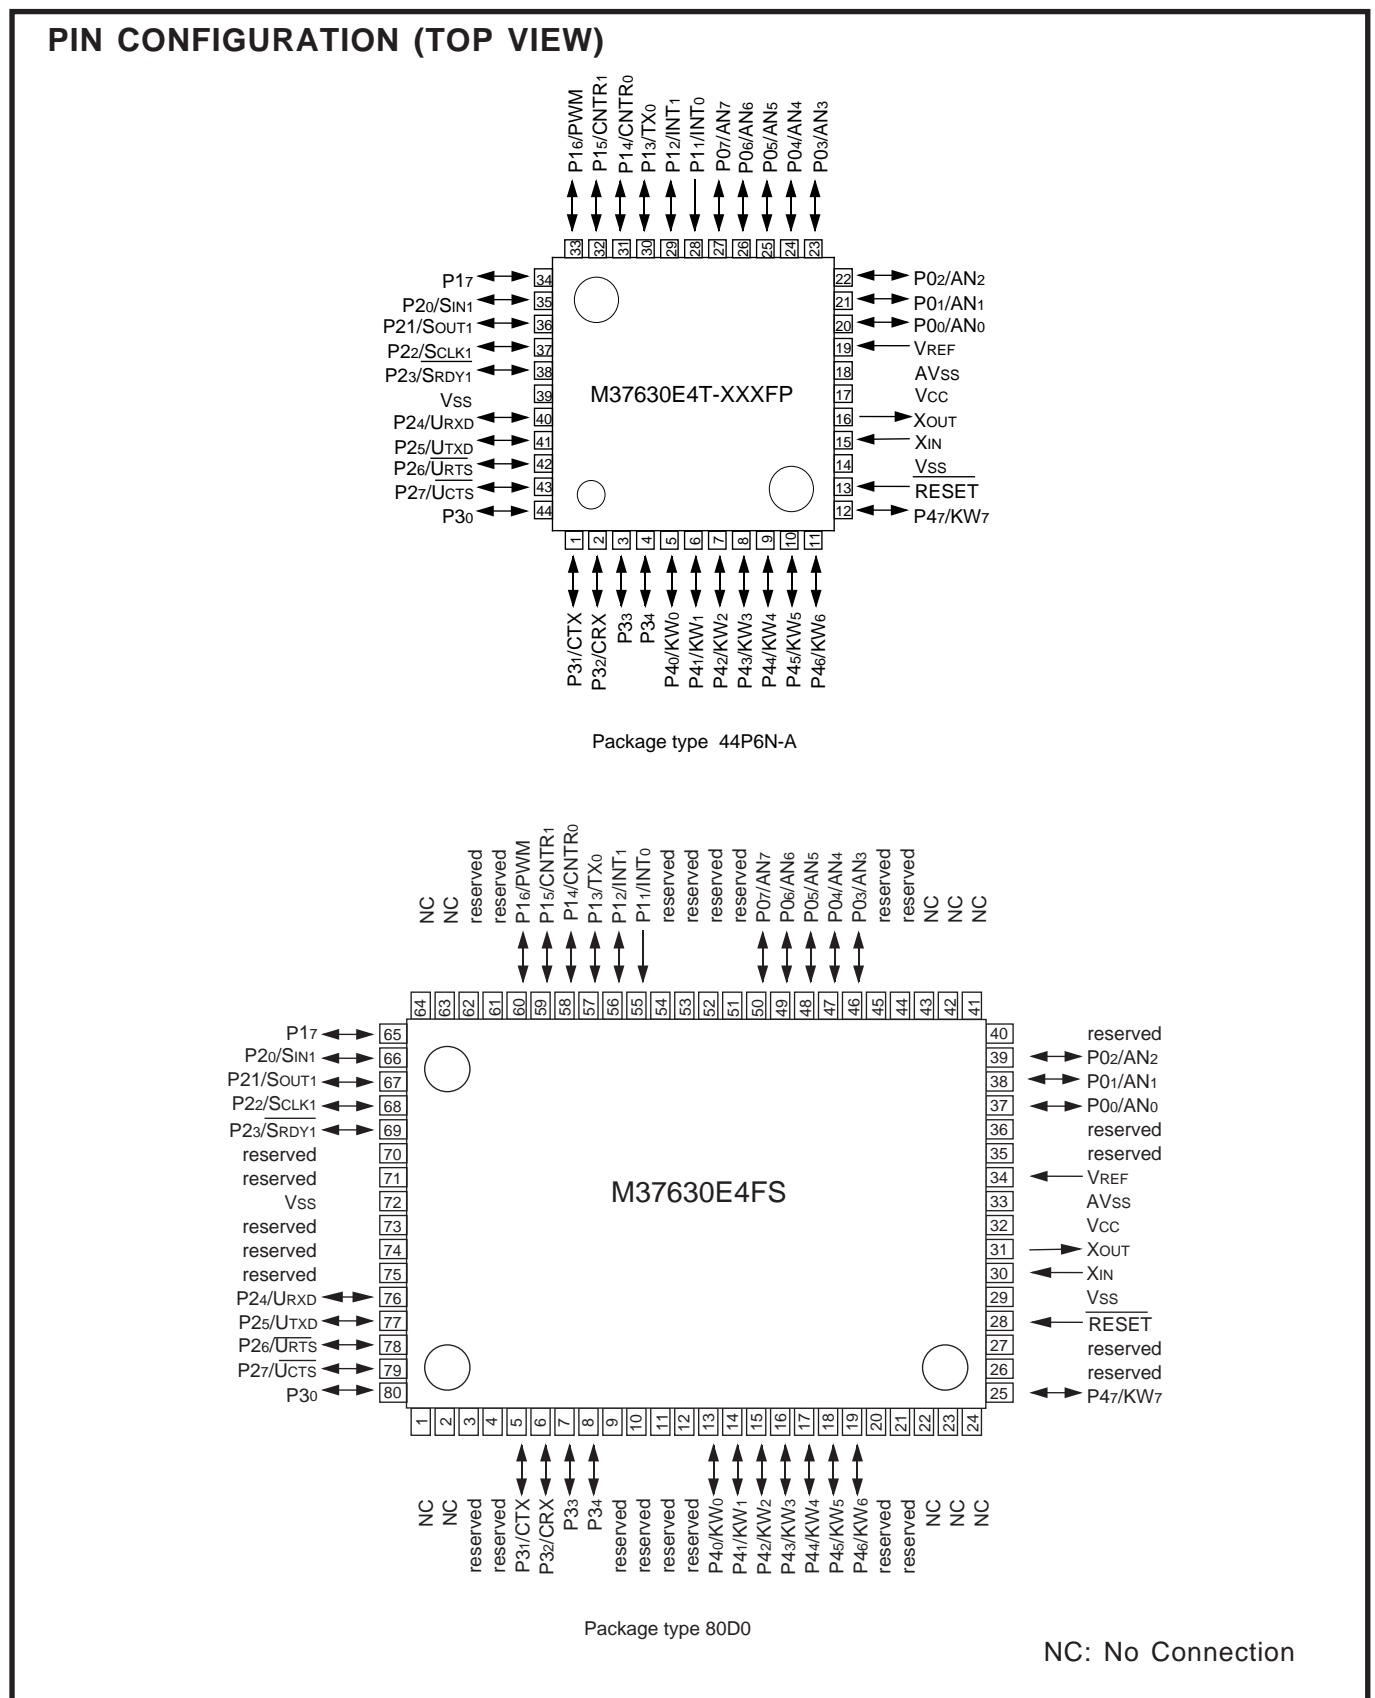 PIN CONFIGURATION (TOP VIEW)
P16/PWM
P15/CNTR1
P14/CNTR0
P13/TX0
P12/INT1
P11/INT0
P07/AN7
P06/AN6
P05/AN5
P04/AN4
P03/AN3
33
32
31
30
29
28
27
26
25
24
23
P17 34
P20/SIN1 35
P21/SOUT1 36
P22/SCLK1 37
P23/SRDY1 38
VSS 39
P24/URXD 40
P25/UTXD 41
P26/URTS 42
P27/UCTS 43
P30 44
M37630E4T-XXXFP
22 P02/AN2
21 P01/AN1
20 P00/AN0
19 VREF
18 AVSS
17 VCC
16 XOUT
15 XIN
14 VSS
13 RESET
12 P47/KW7
1
2
3
4
5
6
7
8
9
10
11
P31/CTX
P32/CRX
P33
P34
P40/KW0
P41/KW1
P42/KW2
P43/KW3
P44/KW4
P45/KW5
P46/KW6
Package type 44P6N-A
NC
NC
reserved
reserved
P16/PWM
P15/CNTR1
P14/CNTR0
P13/TX0
P12/INT1
P11/INT0
reserved
reserved
reserved
reserved
P07/AN7
P06/AN6
P05/AN5
P04/AN4
P03/AN3
reserved
reserved
NC
NC
NC
64
63
62
61
60
59
58
57
56
55
54
53
52
51
50
49
48
47
46
45
44
43
42
41
P17 65
P20/SIN1 66
P21/SOUT1 67
P22/SCLK1 68
P23/SRDY1 69
reserved 70
reserved 71
VSS 72
reserved 73
reserved 74
reserved 75
P24/URXD 76
P25/UTXD 77
P26/URTS 78
P27/UCTS 79
P30 80
M37630E4FS
40 reserved
39 P02/AN2
38 P01/AN1
37 P00/AN0
36 reserved
35 reserved
34 VREF
33 AVSS
32 VCC
31 XOUT
30 XIN
29 VSS
28 RESET
27 reserved
26 reserved
25 P47/KW7
1
2
3
4
5
6
7
8
9
10
11
12
13
14
15
16
17
18
19
20
21
22
23
24
NC
NC
reserved
reserved
P31/CTX
P32/CRX
P33
P34
reserved
reserved
reserved
reserved
P40/KW0
P41/KW1
P42/KW2
P43/KW3
P44/KW4
P45/KW5
P46/KW6
reserved
reserved
NC
NC
NC
Package type 80D0
NC: No Connection